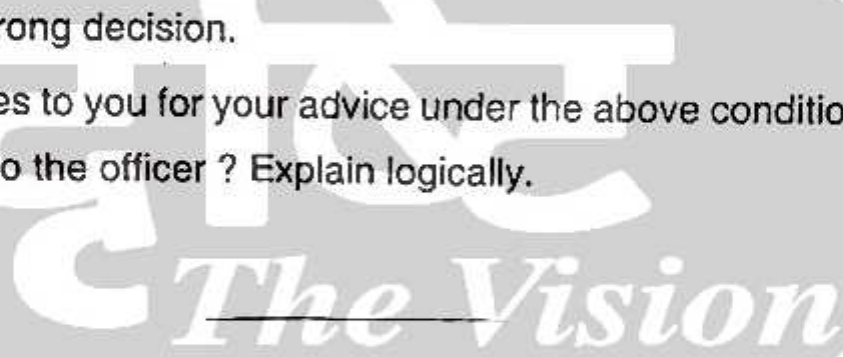 rong decision.
es to you for your advice under the above conditio
o the officer ? Explain logically.
दृष्टि
The Vision